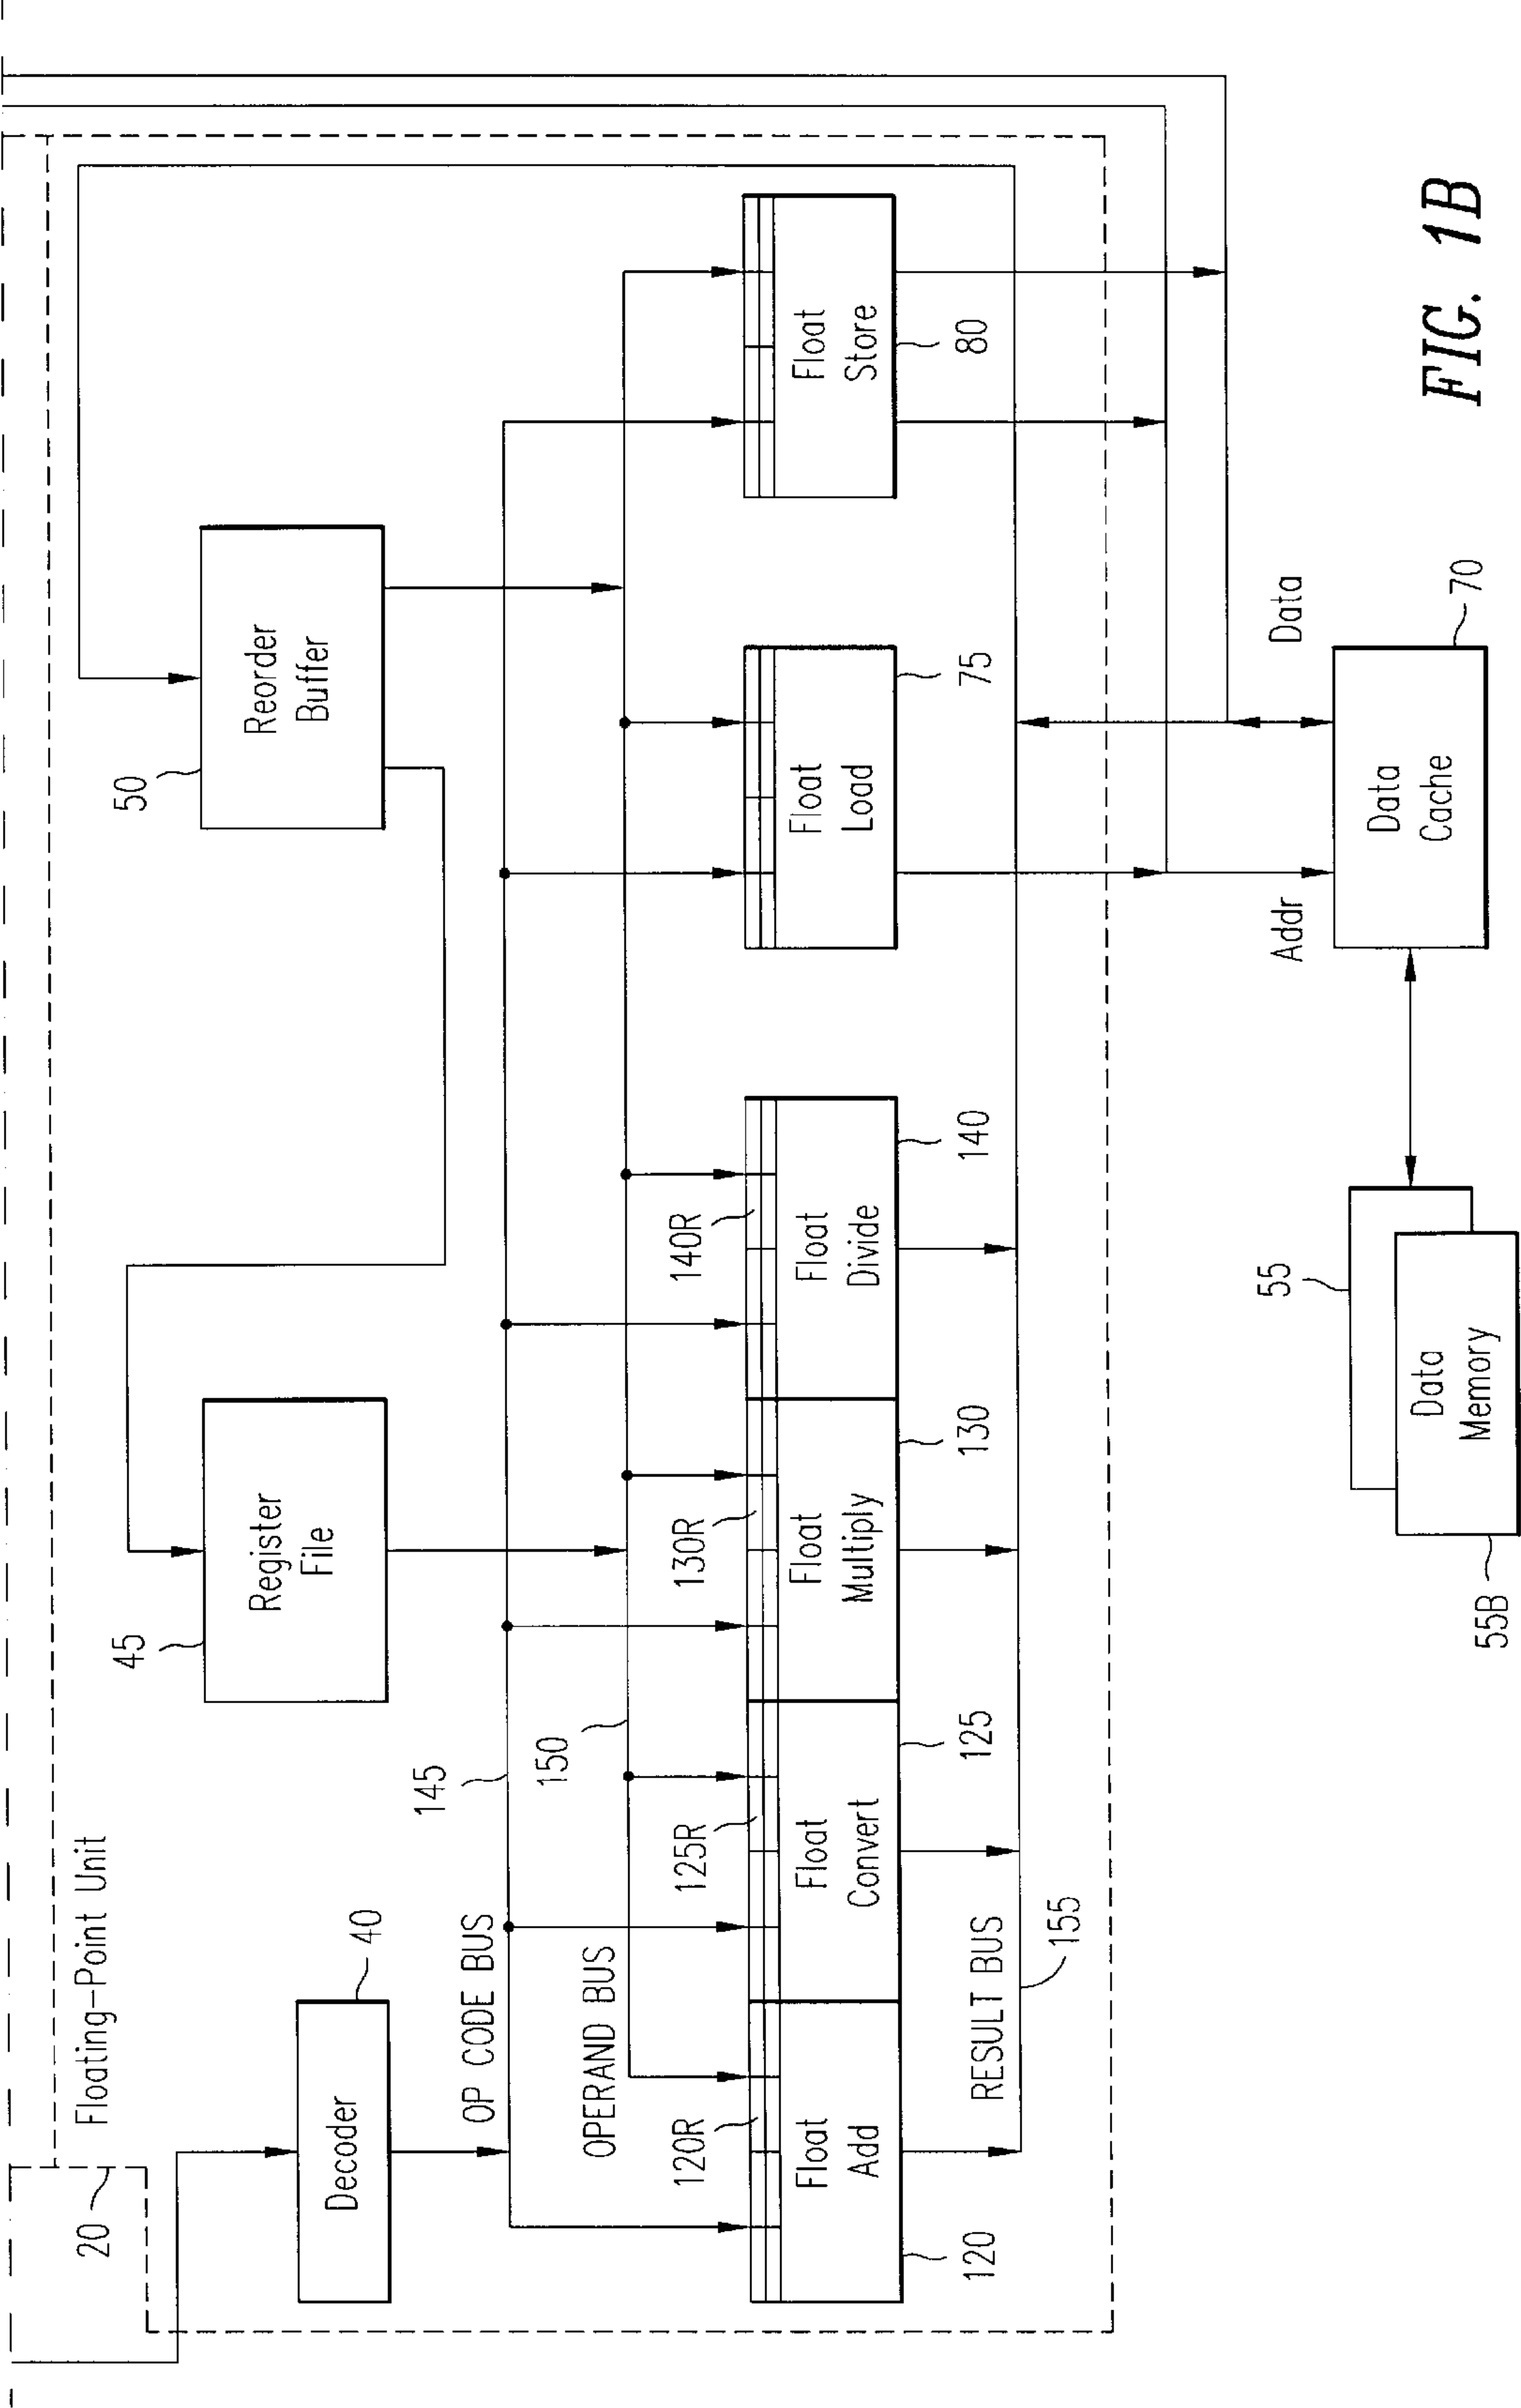 20
Floating-Point Unit
Decoder
40
45
Register
File
50
Reorder
Buffer
OP CODE BUS
145
OPERAND BUS
150
120R
125R
130R
140R
Float
Add
120
Float
Convert
125
Float
Multiply
130
Float
Divide
140
Float
Load
75
Float
Store
80
RESULT BUS
155
Addr
Data
55
Data
Memory
55B
Data
Cache
70
FIG. 1B